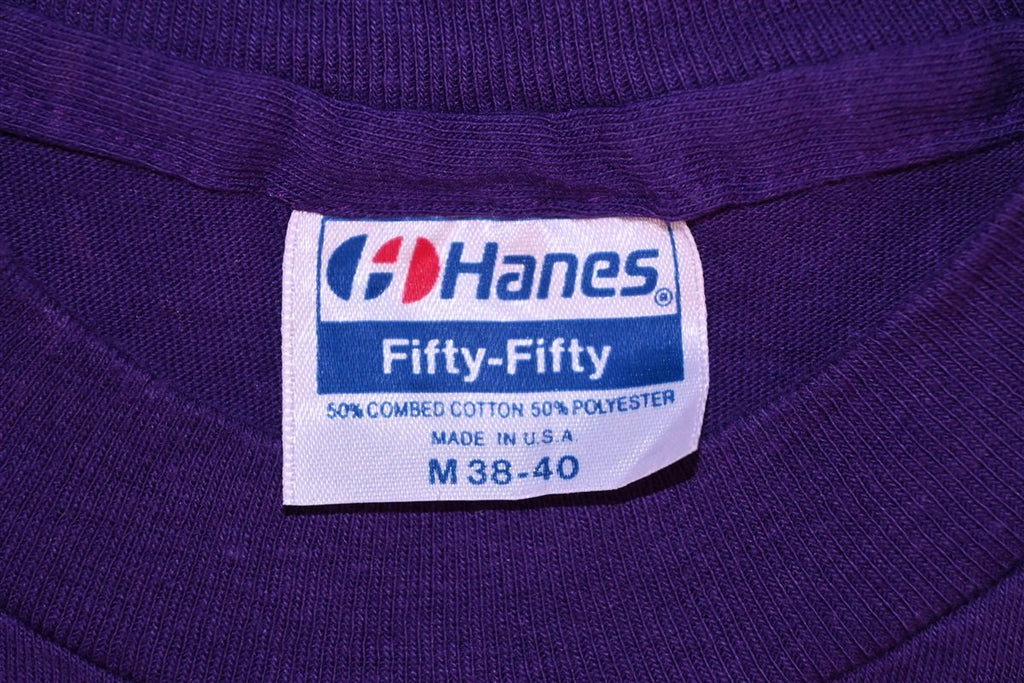 Hanes®
Fifty-Fifty
50% COMBED COTTON 50% POLYESTER
MADE IN U.S.A.
M 38-40